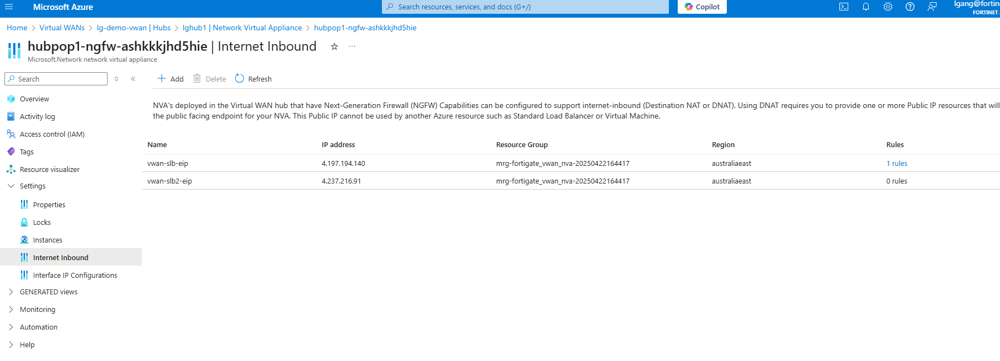 Microsoft Azure
Search resources, services, and docs (G+/)
Copilot
lgang@fortin
FORTINET
Home > Virtual WANs > lg-demo-vwan | Hubs > lghub1 | Network Virtual Appliance > hubpop1-ngfw-ashkkkjhd5hie
hubpop1-ngfw-ashkkkjhd5hie | Internet Inbound
Microsoft.Network network virtual appliance
Search
Add Delete Refresh
Overview
Activity log
Access control (IAM)
Tags
Resource visualizer
Settings
Properties
Locks
Instances
Internet Inbound
Interface IP Configurations
GENERATED views
Monitoring
Automation
Help
NVA's deployed in the Virtual WAN hub that have Next-Generation Firewall (NGFW) Capabilities can be configured to support internet-inbound (Destination NAT or DNAT). Using DNAT requires you to provide one or more Public IP resources that will
the public facing endpoint for your NVA. This Public IP cannot be used by another Azure resource such as Standard Load Balancer or Virtual Machine.
Name IP address Resource Group Region Rules
vwan-slb-eip 4.197.194.140 mrg-fortigate_vwan_nva-20250422164417 australiaeast 1 rules
vwan-slb2-eip 4.237.216.91 mrg-fortigate_vwan_nva-20250422164417 australiaeast 0 rules